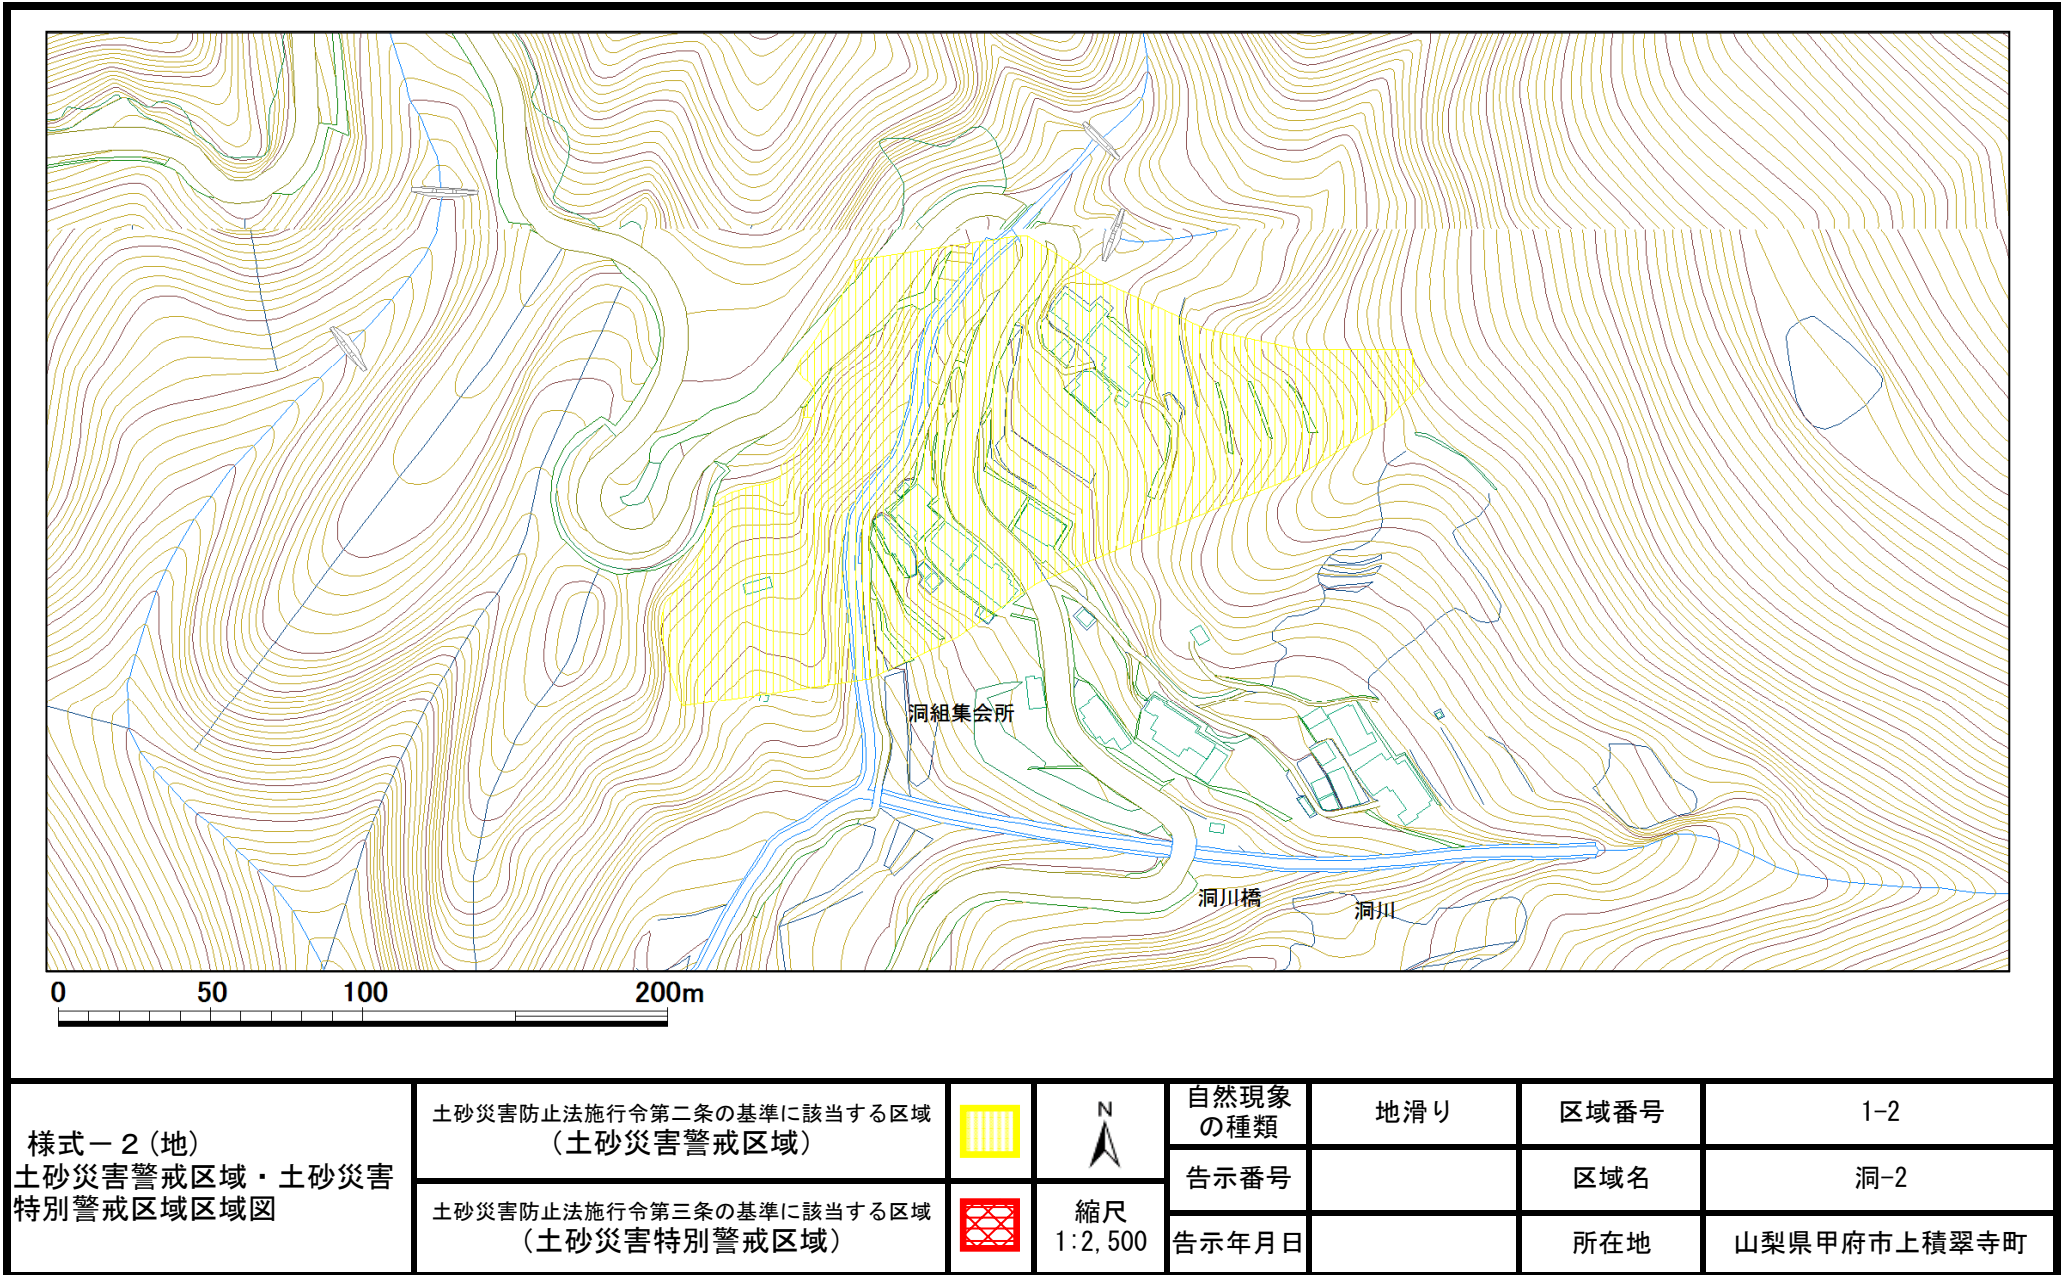 洞組集会所
洞川橋
洞川
0 50 100 200m
様式－２(地)
土砂災害警戒区域・土砂災害
特別警戒区域区域図
土砂災害防止法施行令第二条の基準に該当する区域
(土砂災害警戒区域)
土砂災害防止法施行令第三条の基準に該当する区域
(土砂災害特別警戒区域)
N
縮尺
1:2,500
自然現象
の種類
地滑り
区域番号
1-2
告示番号
区域名
洞-2
告示年月日
所在地
山梨県甲府市上積翠寺町